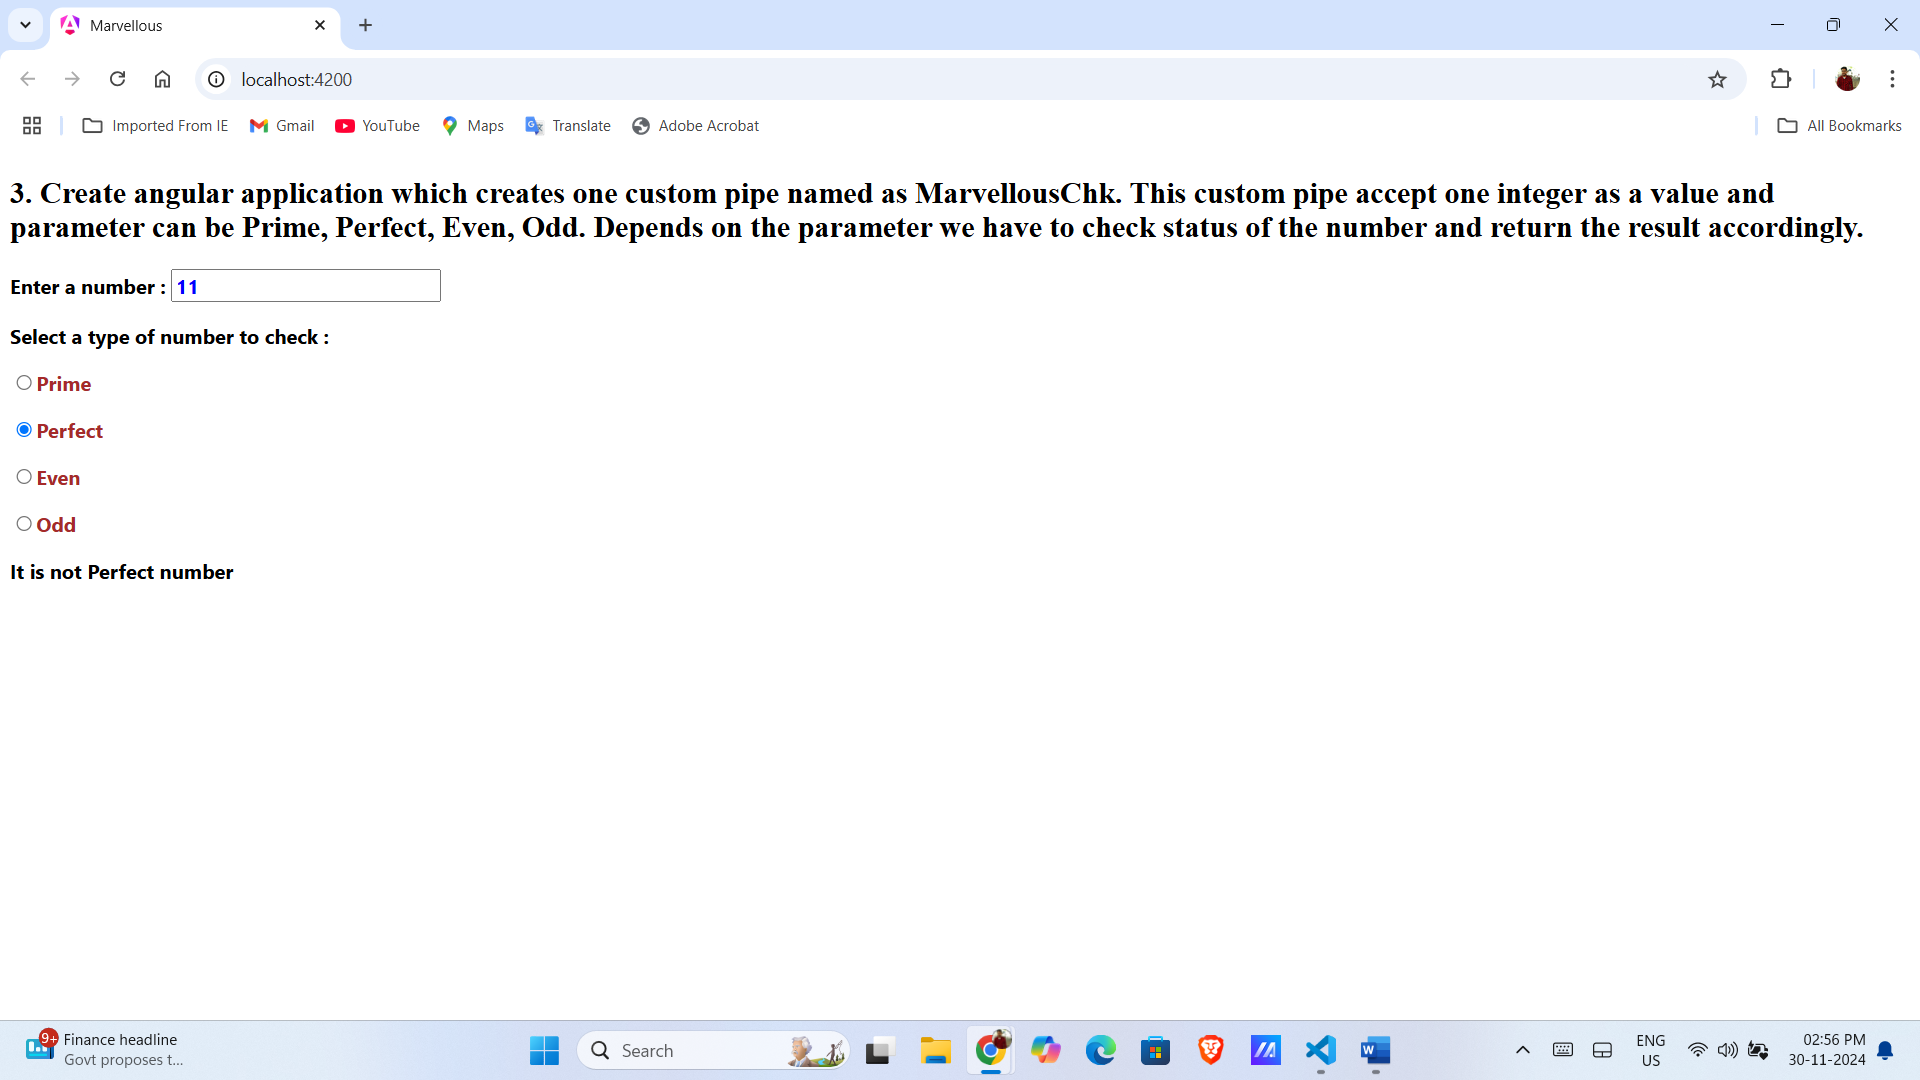 Marvellous
localhost:4200
Imported From IE
Gmail
YouTube
Maps
Translate
Adobe Acrobat
All Bookmarks
3. Create angular application which creates one custom pipe named as MarvellousChk. This custom pipe accept one integer as a value and
parameter can be Prime, Perfect, Even, Odd. Depends on the parameter we have to check status of the number and return the result accordingly.
Enter a number : 11
Select a type of number to check :
Prime
Perfect
Even
Odd
It is not Perfect number
9+
Finance headline
Govt proposes t...
Search
ENG
US
02:56 PM
30-11-2024